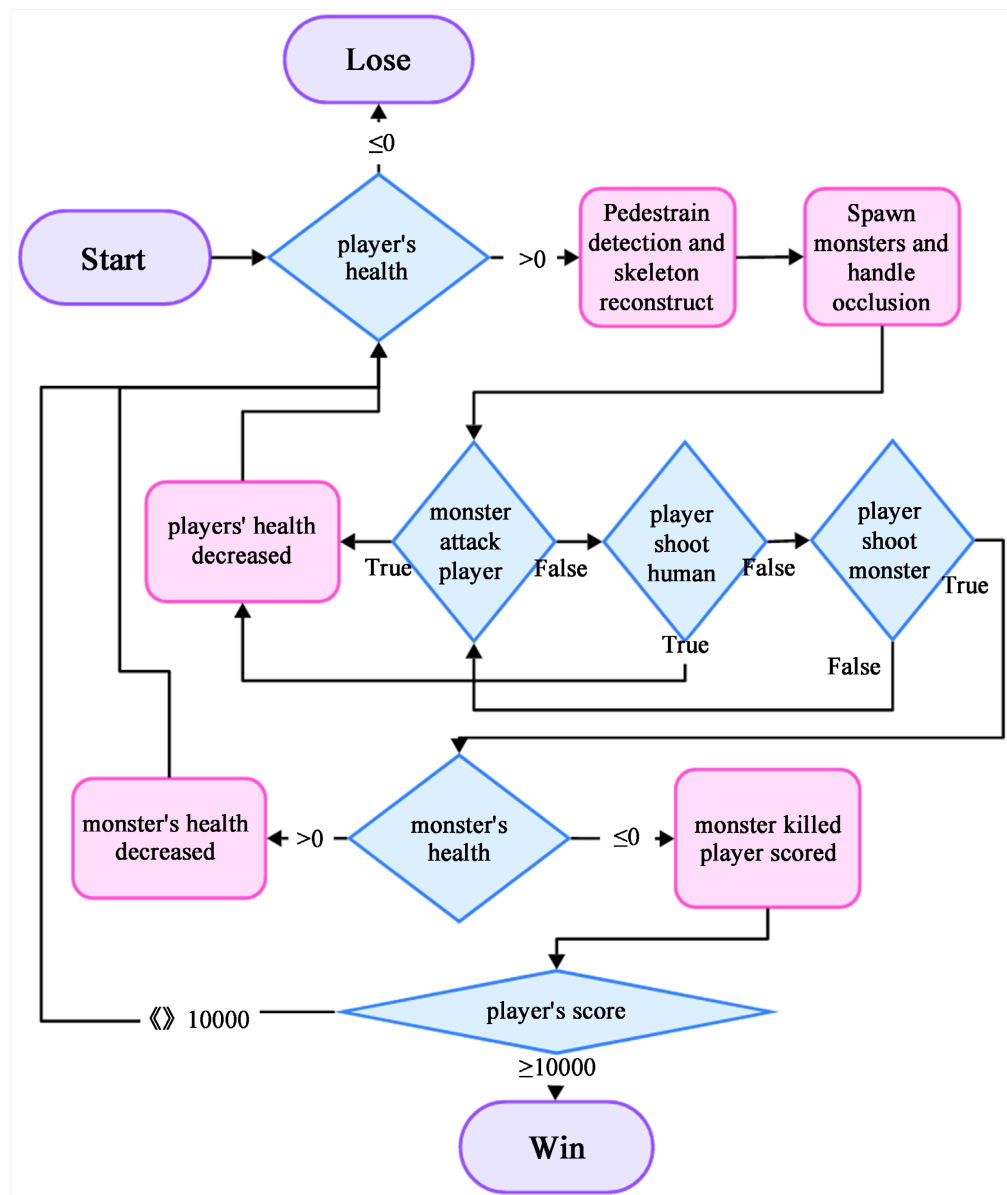 Lose
≤0
Start
player's
health
>0
Pedestrain
detection and
skeleton
reconstruct
Spawn
monsters and
handle
occlusion
players' health
decreased
True
monster
attack
player
False
player
shoot
human
False
True
player
shoot
monster
True
False
monster's health
decreased
>0
monster's
health
≤0
monster killed
player scored
《》 10000
player's score
≥10000
Win